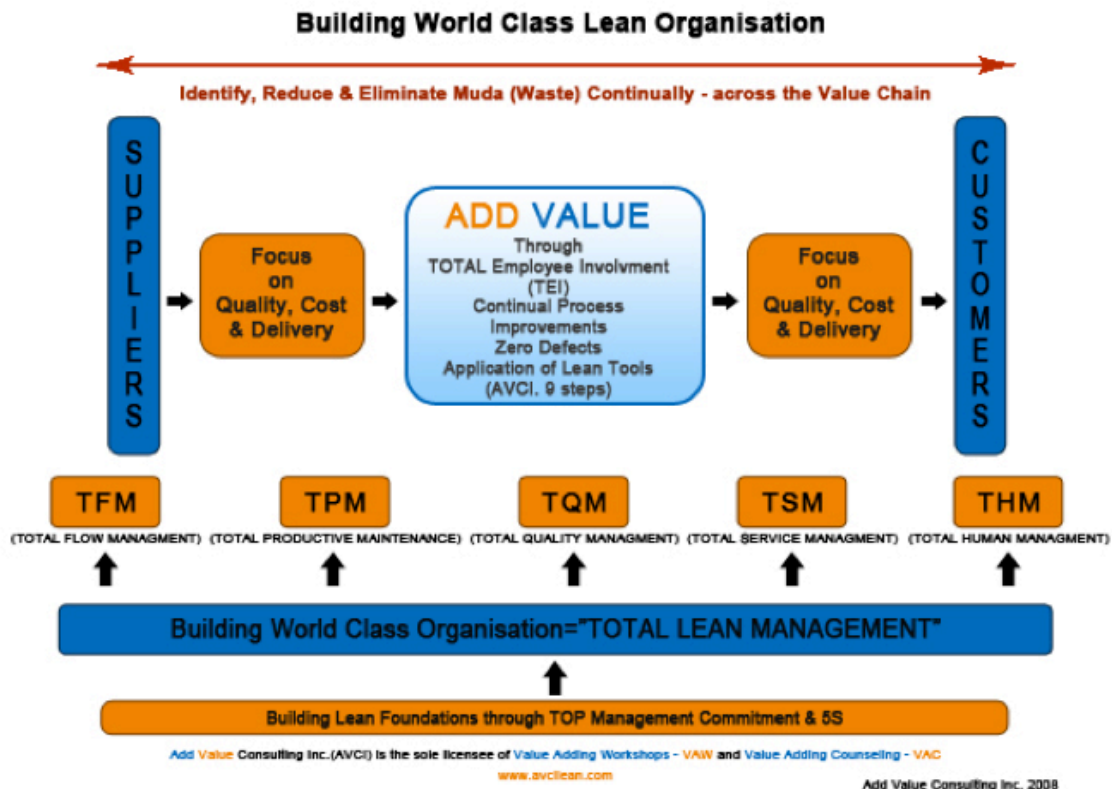 Building World Class Lean Organisation
Identify, Reduce & Eliminate Muda (Waste) Continually - across the Value Chain
SUPPLIERS
Focus
on
Quality, Cost
& Delivery
ADD VALUE
Through
TOTAL Employee Involvment
(TEI)
Continual Process
Improvements
Zero Defects
Application of Lean Tools
(AVCI. 9 steps)
Focus
on
Quality, Cost
& Delivery
CUSTOMERS
TFM
(TOTAL FLOW MANAGMENT)
TPM
(TOTAL PRODUCTIVE MAINTENANCE)
TQM
(TOTAL QUALITY MANAGMENT)
TSM
(TOTAL SERVICE MANAGMENT)
THM
(TOTAL HUMAN MANAGMENT)
Building World Class Organisation="TOTAL LEAN MANAGEMENT"
Building Lean Foundations through TOP Management Commitment & 5S
Add Value Consulting Inc.(AVCI) is the sole licensee of Value Adding Workshops - VAW and Value Adding Counseling - VAC
www.avcilean.com
Add Value Consulting Inc. 2008